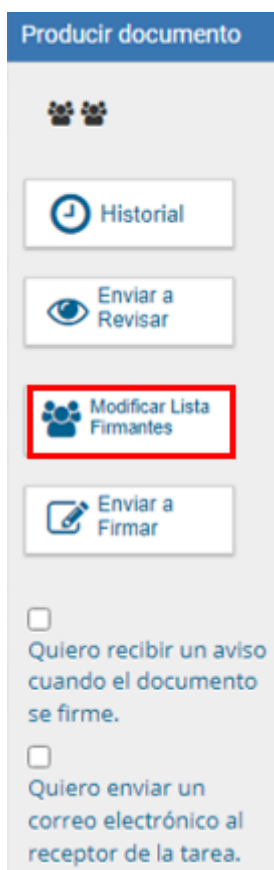 Producir documento
Historial
Enviar a
Revisar
Modificar Lista
Firmantes
Enviar a
Firmar
Quiero recibir un aviso
cuando el documento
se firme.
Quiero enviar un
correo electrónico al
receptor de la tarea.